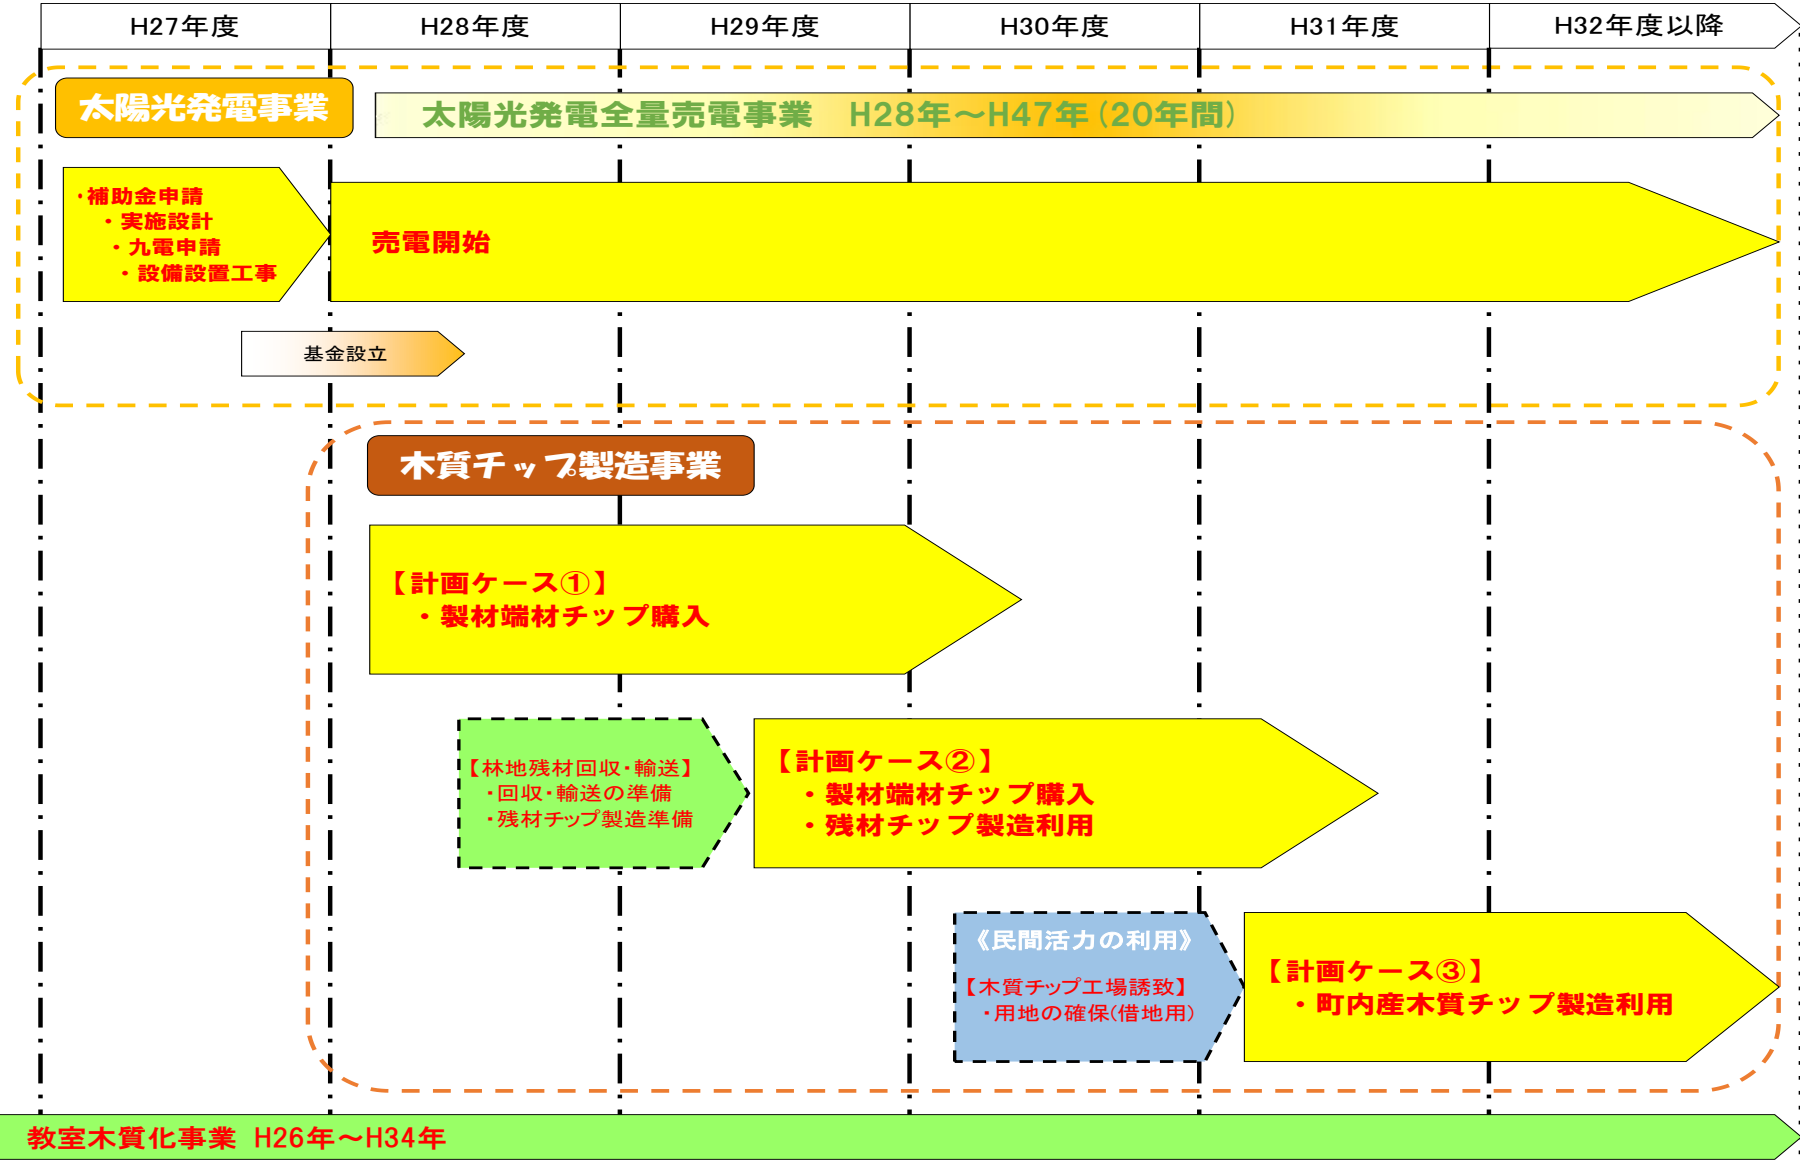 H27年度
H28年度
H29年度
H30年度
H31年度
H32年度以降
太陽光発電事業
太陽光発電全量売電事業　H28年～H47年(20年間)
・補助金申請
・実施設計
・九電申請
・設備設置工事
売電開始
基金設立
木質チップ製造事業
【計画ケース①】
・製材端材チップ購入
【林地残材回収・輸送】
・回収・輸送の準備
・残材チップ製造準備
【計画ケース②】
・製材端材チップ購入
・残材チップ製造利用
《民間活力の利用》
【木質チップ工場誘致】
・用地の確保(借地用)
【計画ケース③】
・町内産木質チップ製造利用
教室木質化事業 H26年～H34年